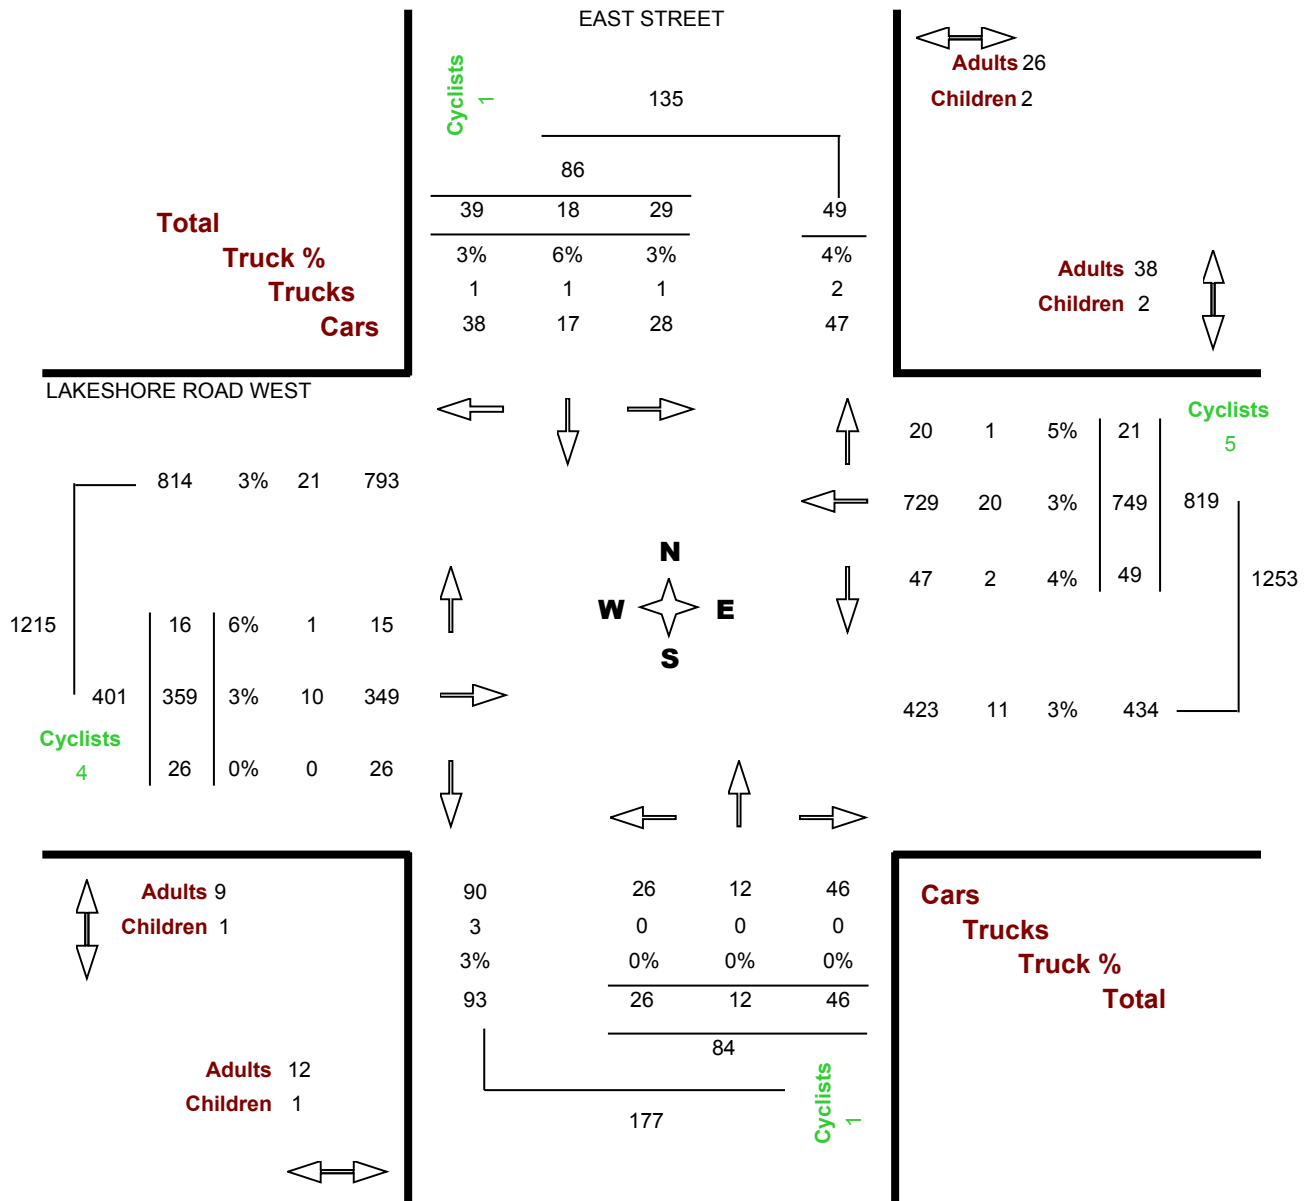 EAST STREET
Adults 26
Children 2
Cyclists
1
135
86
39 18 29 49
Total
Truck % 3% 6% 3% 4%
Trucks 1 1 1 2
Cars 38 17 28 47
Adults 38
Children 2
LAKESHORE ROAD WEST
Cyclists
5
20 1 5% 21
814 3% 21 793
729 20 3% 749 819
N
47 2 4% 49
1253
W E
S
1215
16 6% 1 15
401 359 3% 10 349
423 11 3% 434
Cyclists
4
26 0% 0 26
Adults 9
Children 1
90 26 12 46
3 0 0 0
3% 0% 0% 0%
93 26 12 46
Cars
Trucks
Truck %
Total
84
Adults 12
Children 1
177
Cyclists
1